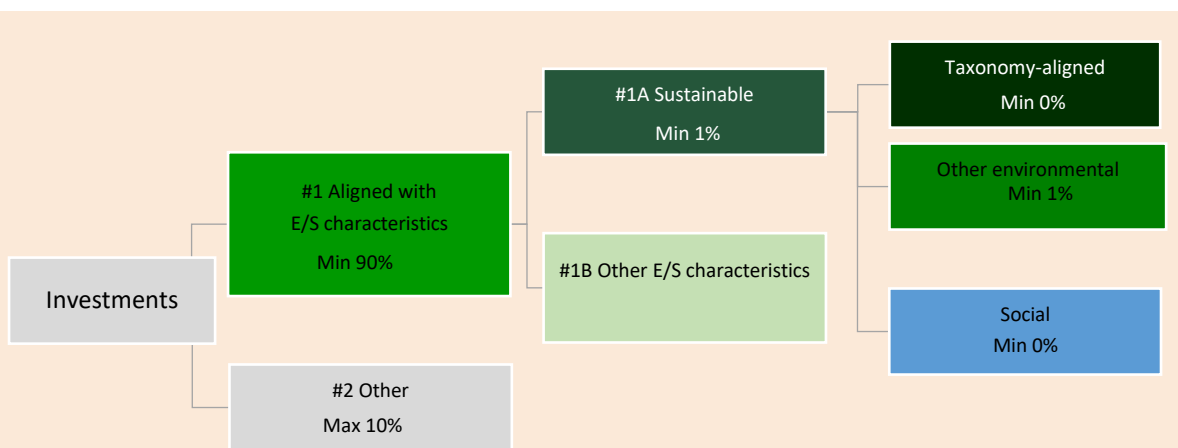 Investments
#1 Aligned with
E/S characteristics
Min 90%
#2 Other
Max 10%
#1A Sustainable
Min 1%
#1B Other E/S characteristics
Taxonomy-aligned
Min 0%
Other environmental
Min 1%
Social
Min 0%